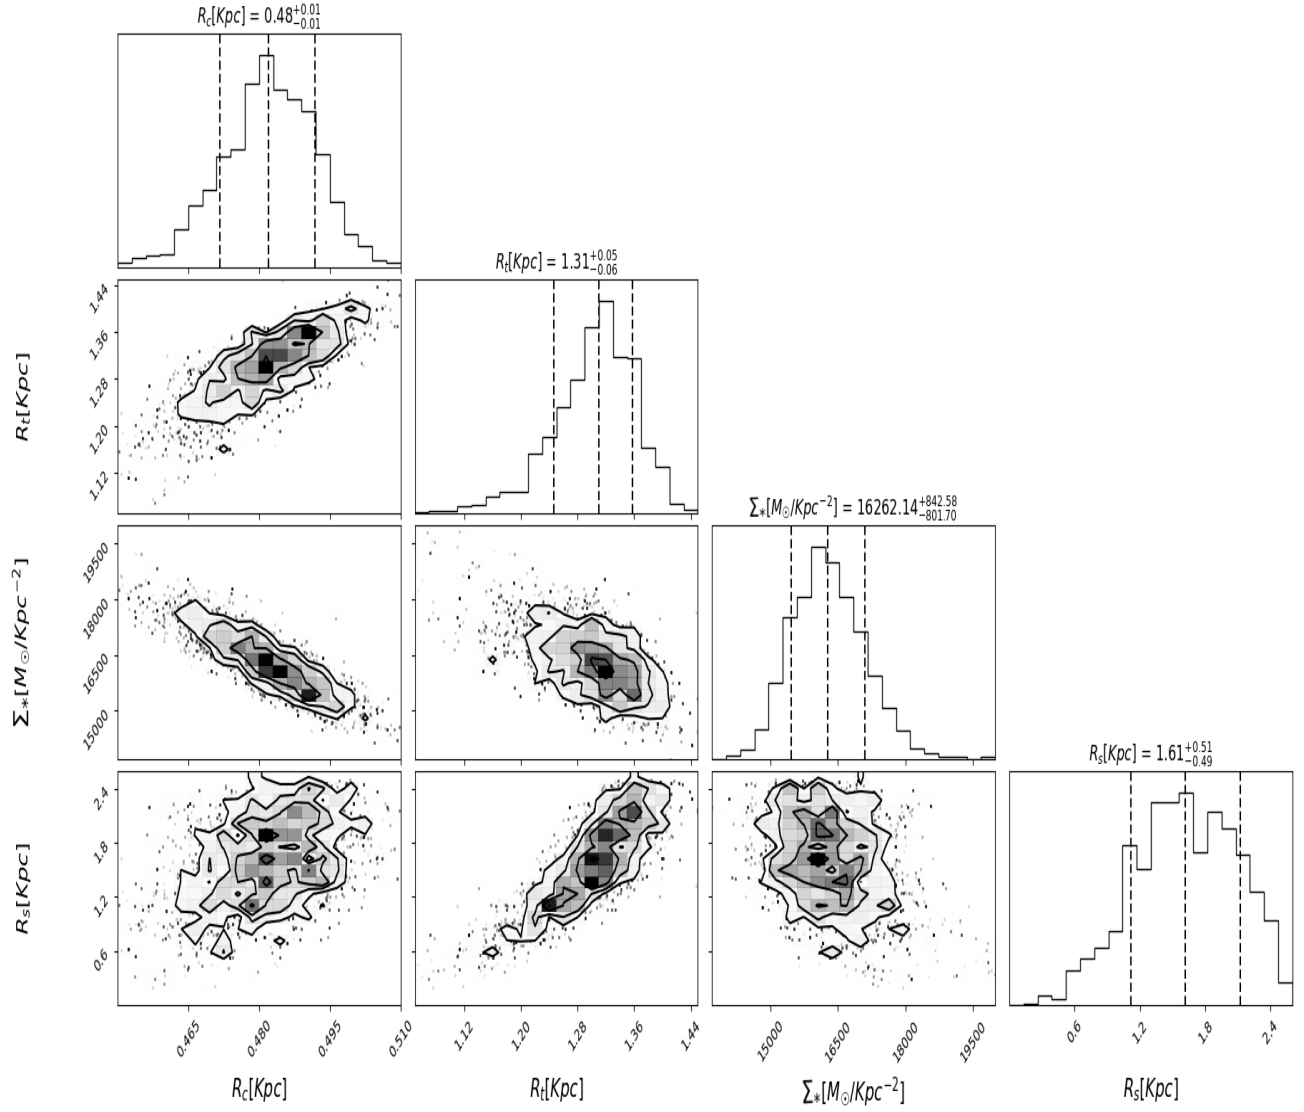 R_c[Kpc] = 0.48^{+0.01}_{-0.01}
R_t[Kpc] = 1.31^{+0.05}_{-0.06}
1.44
1.36
1.28
1.20
1.12
R_t[Kpc]
Σ_*[M_⊙/Kpc^{-2}] = 16262.14^{+842.58}_{-801.70}
19500
18000
16500
15000
Σ_*[M_⊙/Kpc^{-2}]
R_s[Kpc] = 1.61^{+0.51}_{-0.49}
2.4
1.8
1.2
0.6
R_s[Kpc]
0.465 0.480 0.495 0.510 1.12 1.20 1.28 1.36 1.44 15000 16500 18000 19500 0.6 1.2 1.8 2.4
R_c[Kpc] R_t[Kpc] Σ_*[M_⊙/Kpc^{-2}] R_s[Kpc]